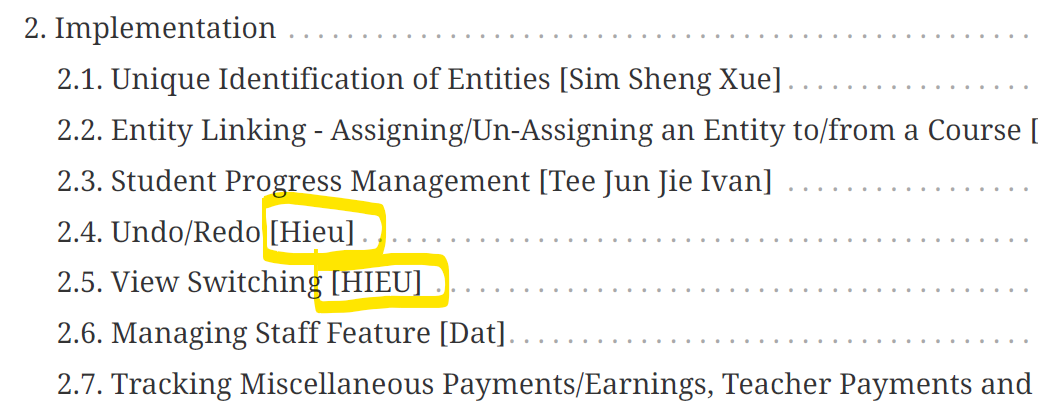 2. Implementation
2.1. Unique Identification of Entities [Sim Sheng Xue]
2.2. Entity Linking - Assigning/Un-Assigning an Entity to/from a Course [
2.3. Student Progress Management [Tee Jun Jie Ivan]
2.4. Undo/Redo [Hieu]
2.5. View Switching [HIEU]
2.6. Managing Staff Feature [Dat]
2.7. Tracking Miscellaneous Payments/Earnings, Teacher Payments and